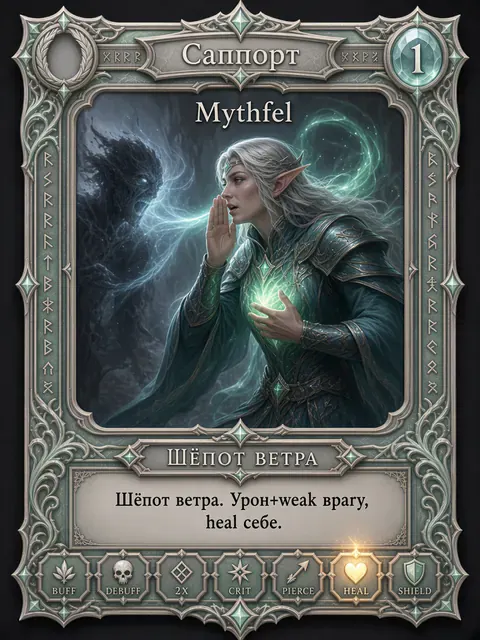 Саппорт
1
Mythfel
Шёпот ветра
Шёпот ветра. Урон+weak врагу,
heal себе.
BUFF DEBUFF 2X CRIT PIERCE HEAL SHIELD